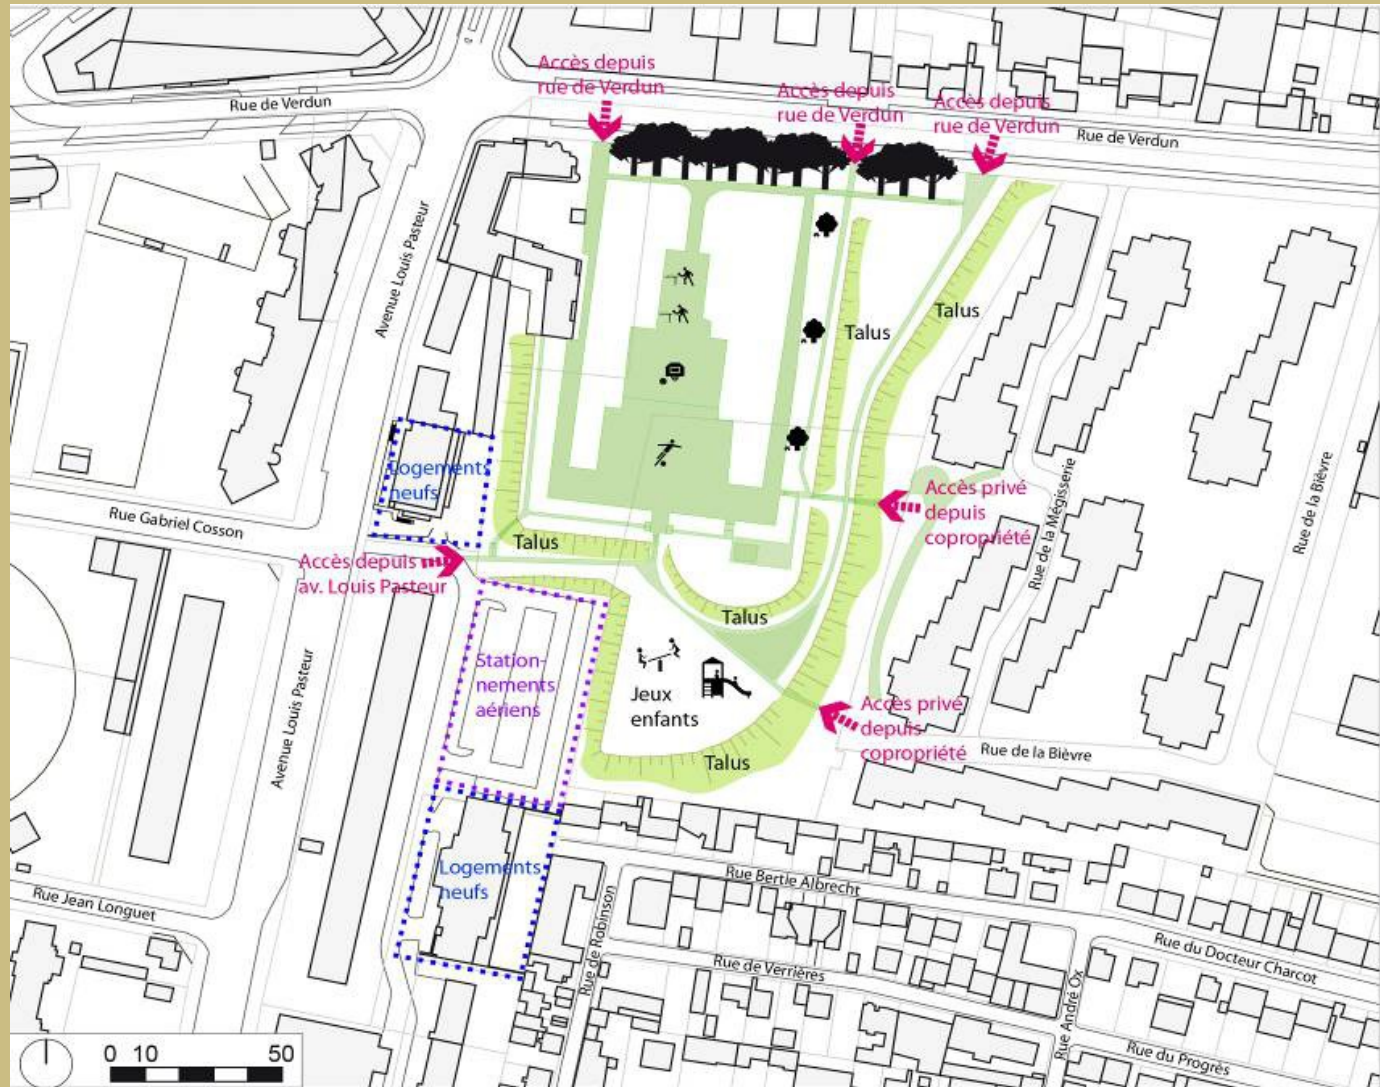 Accès depuis
rue de Verdun
Accès depuis
rue de Verdun
Accès depuis
rue de Verdun
Rue de Verdun
Rue de Verdun
Avenue Louis Pasteur
Talus
Talus
Logements
neufs
Rue Gabriel Cosson
Accès privé
depuis
copropriété
Rue de la Mégisserie
Rue de la Bièvre
Talus
Accès depuis
av. Louis Pasteur
Talus
Station-
nements
aériens
Jeux
enfants
Avenue Louis Pasteur
Accès privé
depuis
copropriété
Talus
Rue de la Bièvre
Logements
neufs
Rue Jean Longuet
Rue Bertie Albrecht
Rue de Robinson
Rue du Docteur Charcot
Rue de Verrières
Rue André Ox
Rue du Progrès
0 10 50